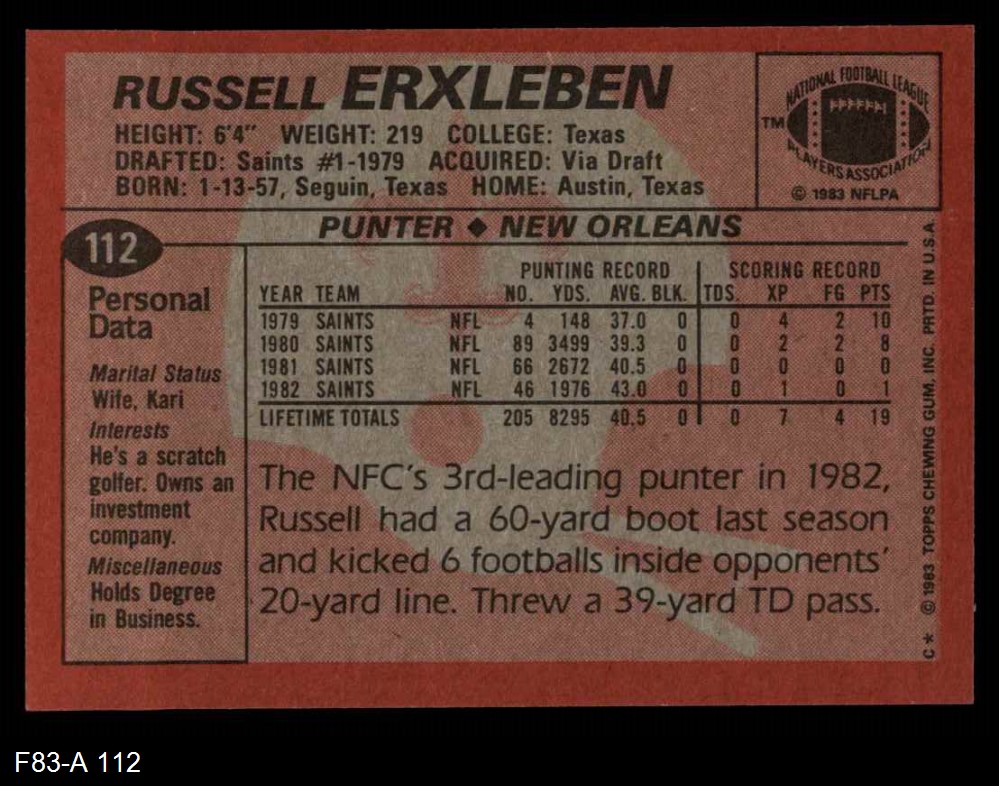 RUSSELL ERXLEBEN
HEIGHT: 6'4" WEIGHT: 219 COLLEGE: Texas
DRAFTED: Saints #1-1979 ACQUIRED: Via Draft
BORN: 1-13-57, Seguin, Texas HOME: Austin, Texas
NATIONAL FOOTBALL LEAGUE
TM
PLAYERS ASSOCIATION
© 1983 NFLPA
112
PUNTER ◆ NEW ORLEANS
Personal
Data
Marital Status
Wife, Kari
Interests
He's a scratch
golfer. Owns an
investment
company.
Miscellaneous
Holds Degree
in Business.
PUNTING RECORD SCORING RECORD
YEAR TEAM NO. YDS. AVG. BLK. TDS. XP FG PTS
1979 SAINTS NFL 4 148 37.0 0 0 4 2 10
1980 SAINTS NFL 89 3499 39.3 0 0 2 2 8
1981 SAINTS NFL 66 2672 40.5 0 0 0 0 0
1982 SAINTS NFL 46 1976 43.0 0 0 1 0 1
LIFETIME TOTALS 205 8295 40.5 0 0 7 4 19
The NFC's 3rd-leading punter in 1982,
Russell had a 60-yard boot last season
and kicked 6 footballs inside opponents'
20-yard line. Threw a 39-yard TD pass.
C* © 1983 TOPPS CHEWING GUM, INC. PRTD. IN U.S.A.
F83-A 112